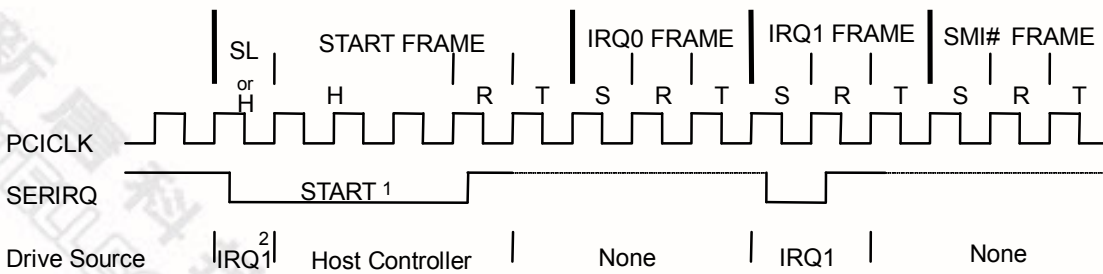 SL
or
H
START FRAME
IRQ0 FRAME
IRQ1 FRAME
SMI# FRAME
H R T S R T S R T S R T
PCICLK
SERIRQ
START 1
Drive Source
IRQ1 2
Host Controller
None
IRQ1
None